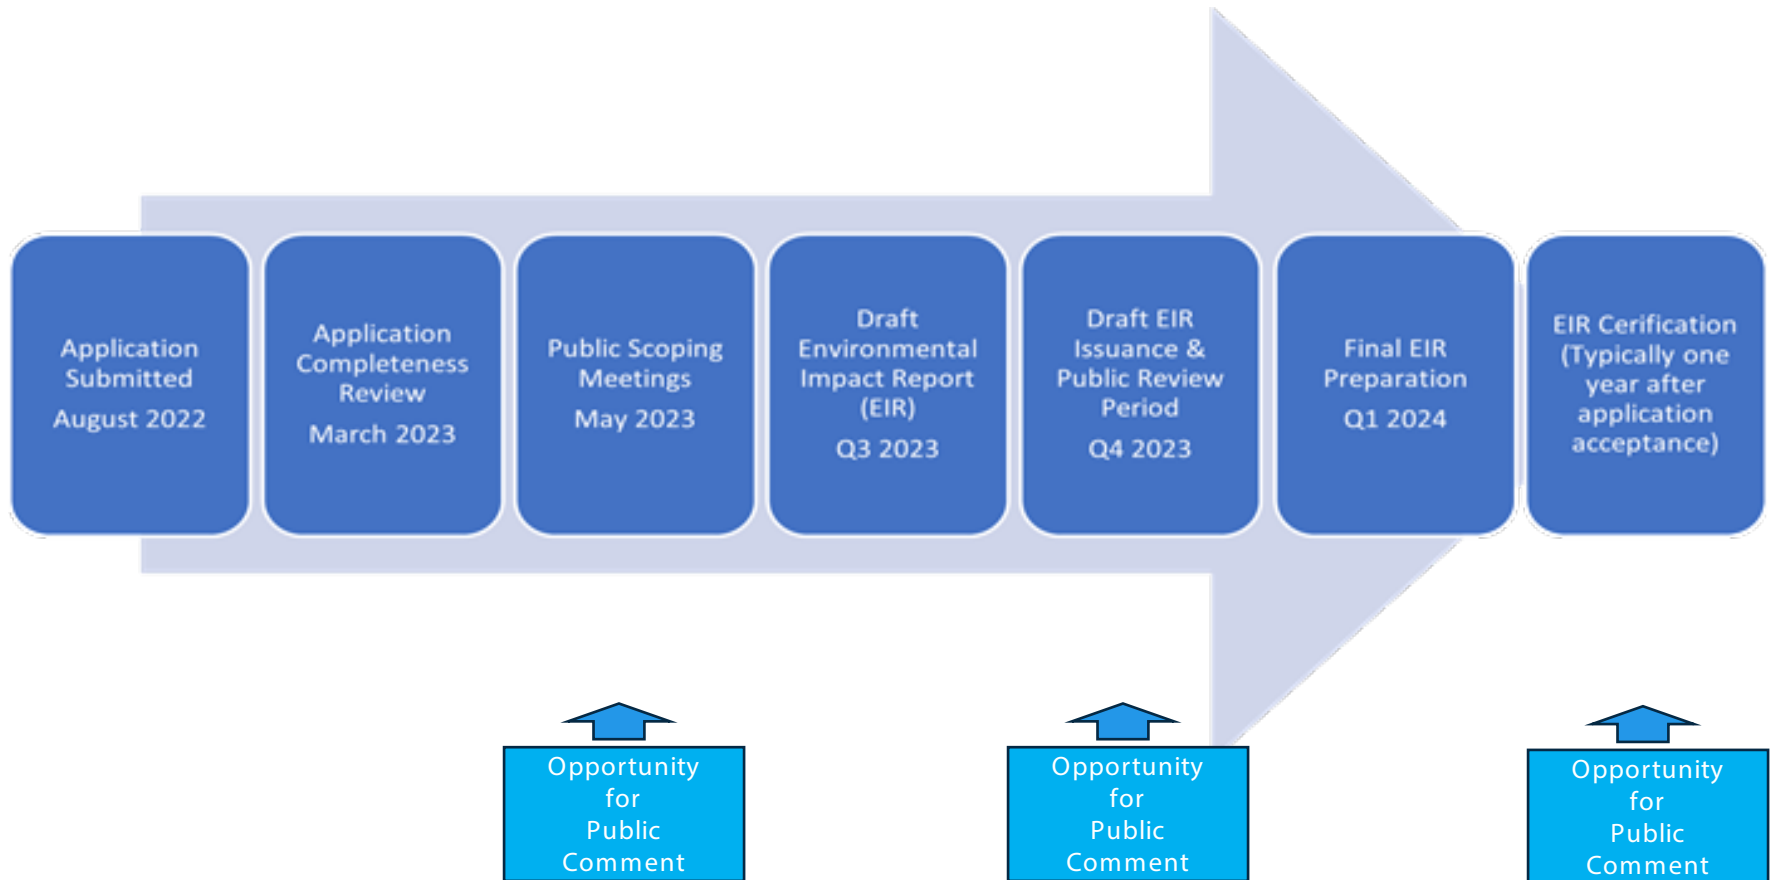 Application
Submitted
August 2022
Application
Completeness
Review
March 2023
Public Scoping
Meetings
May 2023
Draft
Environmental
Impact Report
(EIR)
Q3 2023
Draft EIR
Issuance &
Public Review
Period
Q4 2023
Final EIR
Preparation
Q1 2024
EIR Cerification
(Typically one
year after
application
acceptance)
Opportunity
for
Public
Comment
Opportunity
for
Public
Comment
Opportunity
for
Public
Comment